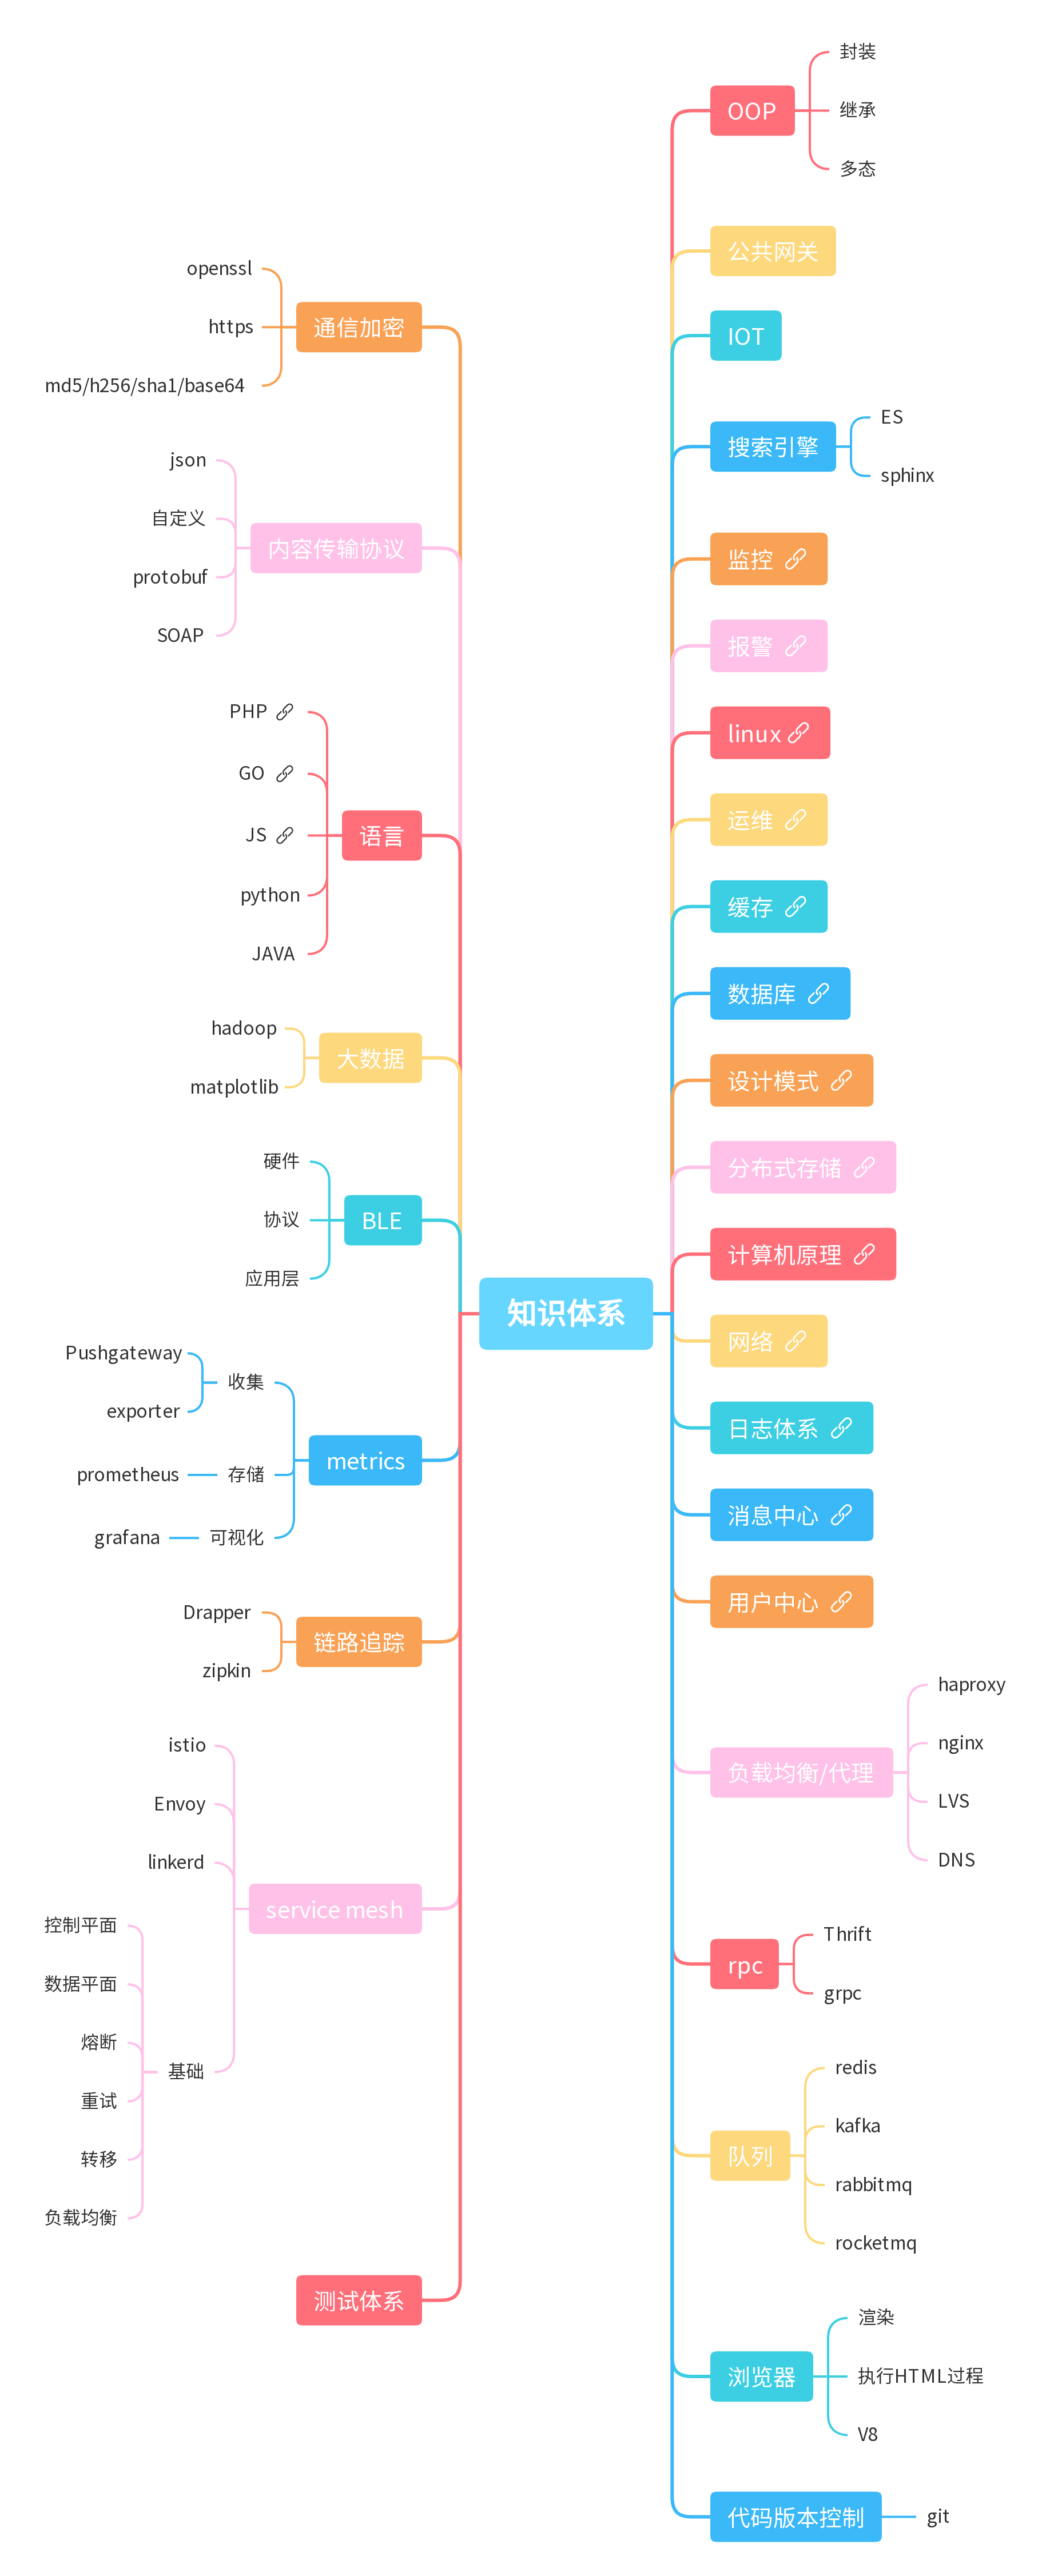 知识体系
OOP
封装
继承
多态
公共网关
IOT
搜索引擎
ES
sphinx
监控
报警
linux
运维
缓存
数据库
设计模式
分布式存储
计算机原理
网络
日志体系
消息中心
用户中心
负载均衡/代理
haproxy
nginx
LVS
DNS
rpc
Thrift
grpc
队列
redis
kafka
rabbitmq
rocketmq
浏览器
渲染
执行HTML过程
V8
代码版本控制
git
通信加密
openssl
https
md5/h256/sha1/base64
内容传输协议
json
自定义
protobuf
SOAP
语言
PHP
GO
JS
python
JAVA
大数据
hadoop
matplotlib
BLE
硬件
协议
应用层
metrics
收集
Pushgateway
exporter
存储
prometheus
可视化
grafana
链路追踪
Drapper
zipkin
service mesh
istio
Envoy
linkerd
基础
控制平面
数据平面
熔断
重试
转移
负载均衡
测试体系